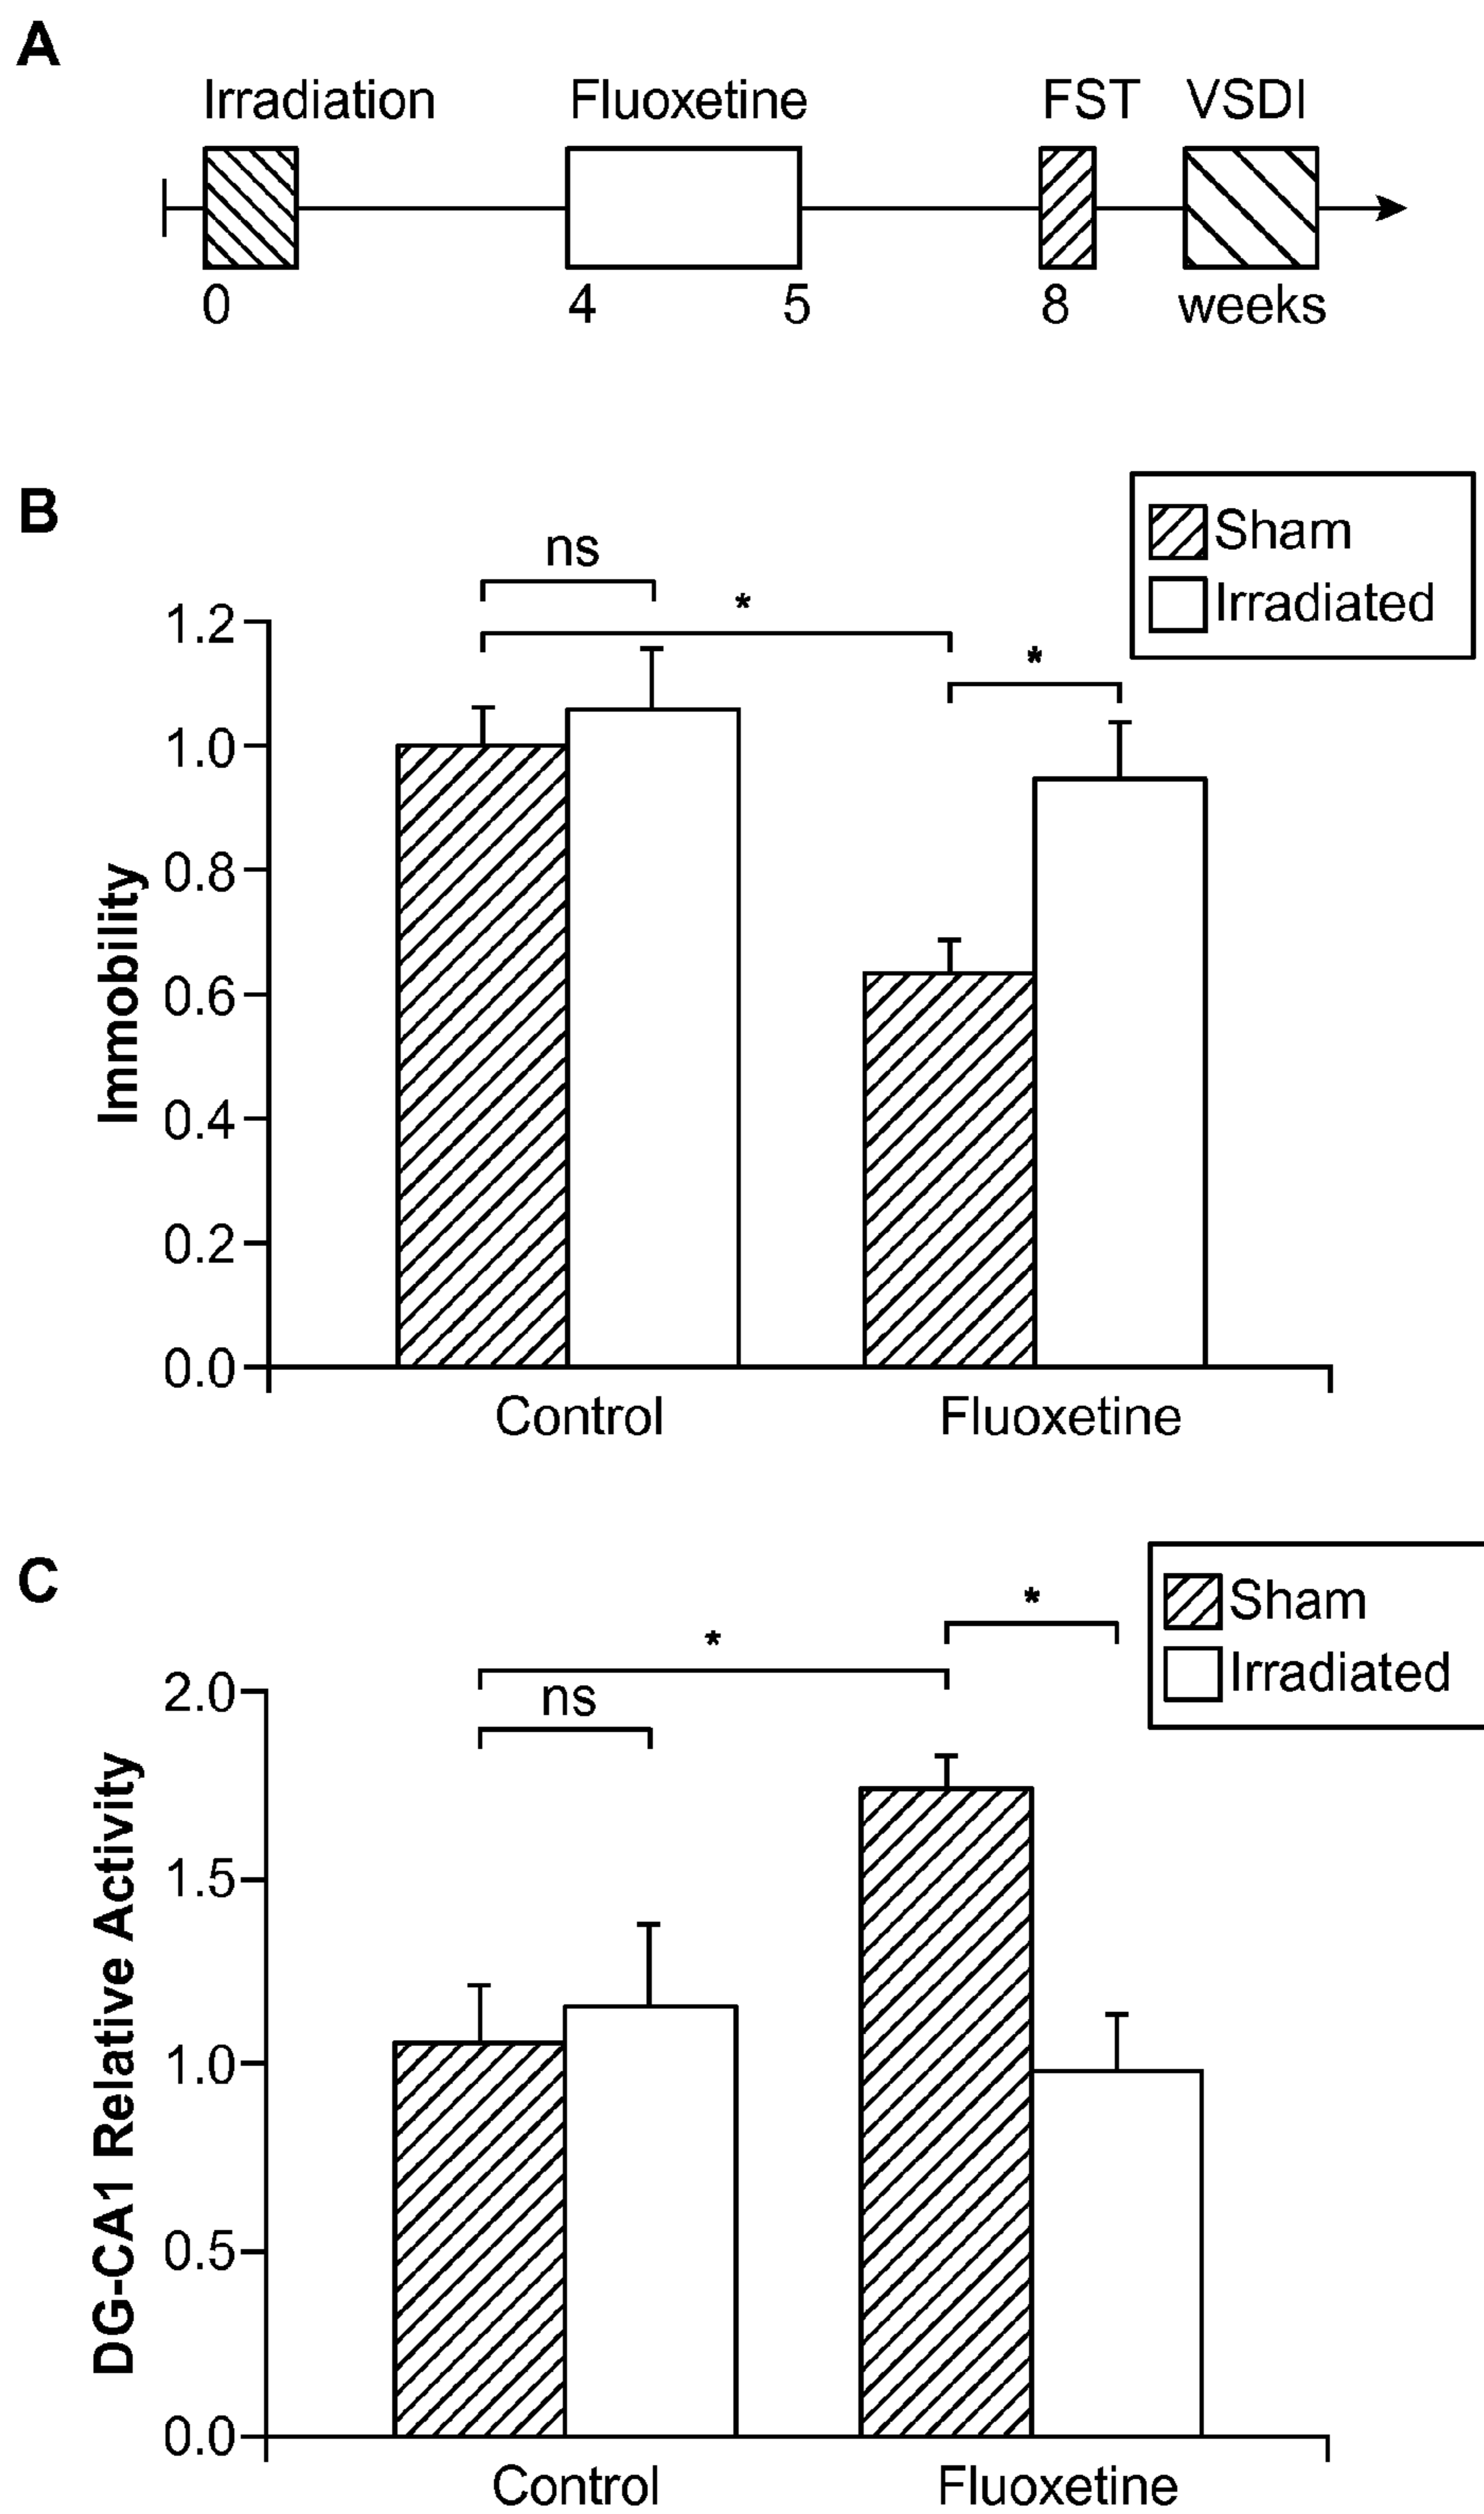 A
Irradiation Fluoxetine FST VSDI
0 4 5 8 weeks
B
Sham
Irradiated
ns
*
*
1.2
1.0
0.8
0.6
0.4
0.2
0.0
Immobility
Control Fluoxetine
C
Sham
Irradiated
*
*
ns
2.0
1.5
1.0
0.5
0.0
DG-CA1 Relative Activity
Control Fluoxetine